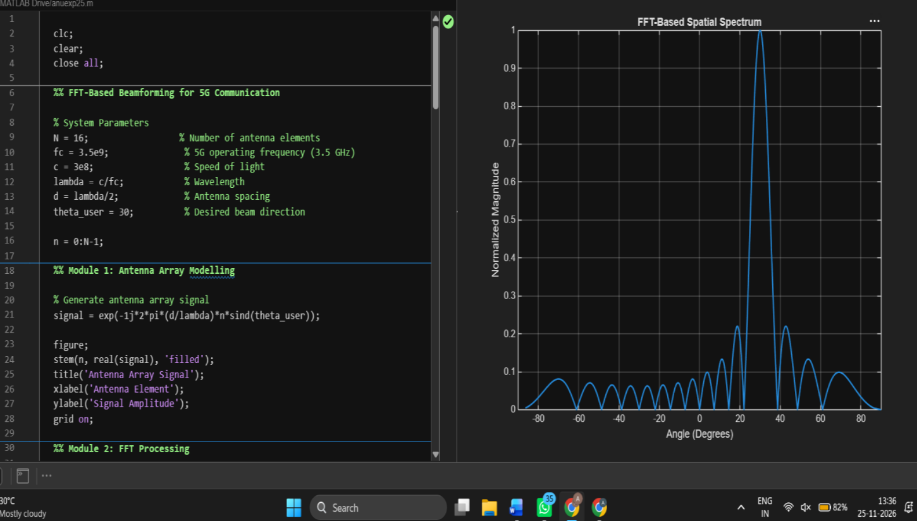 MATLAB Drive/anuexp25.m
1
2 clc;
3 clear;
4 close all;
5
6 %% FFT-Based Beamforming for 5G Communication
7
8 % System Parameters
9 N = 16; % Number of antenna elements
10 fc = 3.5e9; % 5G operating frequency (3.5 GHz)
11 c = 3e8; % Speed of light
12 lambda = c/fc; % Wavelength
13 d = lambda/2; % Antenna spacing
14 theta_user = 30; % Desired beam direction
15
16 n = 0:N-1;
17
18 %% Module 1: Antenna Array Modelling
19
20 % Generate antenna array signal
21 signal = exp(-1j*2*pi*(d/lambda)*n*sind(theta_user));
22
23 figure;
24 stem(n, real(signal), 'filled');
25 title('Antenna Array Signal');
26 xlabel('Antenna Element');
27 ylabel('Signal Amplitude');
28 grid on;
29
30 %% Module 2: FFT Processing
FFT-Based Spatial Spectrum
Normalized Magnitude
1
0.9
0.8
0.7
0.6
0.5
0.4
0.3
0.2
0.1
0
-80 -60 -40 -20 0 20 40 60 80
Angle (Degrees)
30°C
Mostly cloudy
Search
35
A
ENG
IN
82%
13:36
25-11-2026